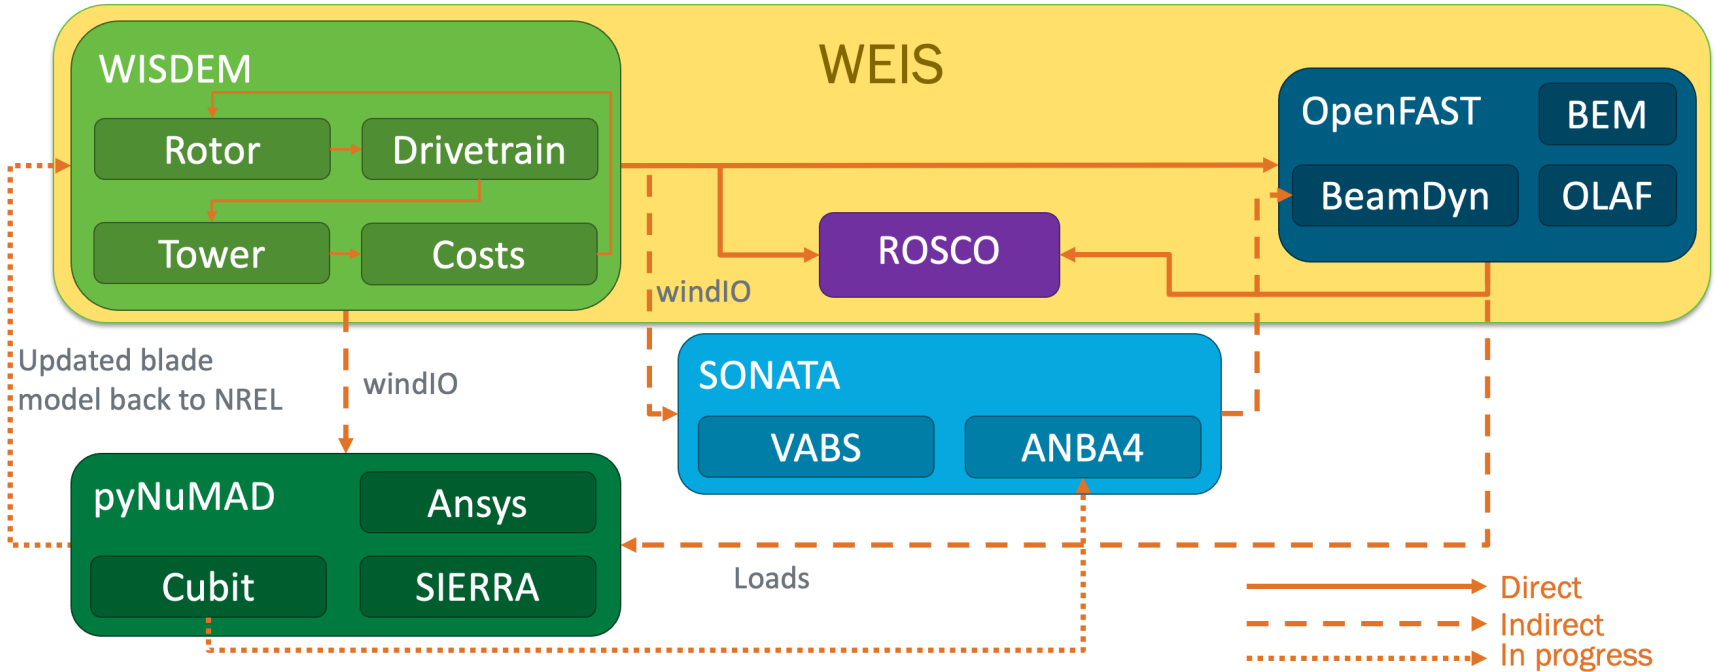 WEIS
WISDEM
Rotor
Drivetrain
Tower
Costs
OpenFAST
BEM
BeamDyn
OLAF
ROSCO
windIO
Updated blade
model back to NREL
windIO
SONATA
VABS
ANBA4
pyNuMAD
Ansys
Cubit
SIERRA
Loads
Direct
Indirect
In progress